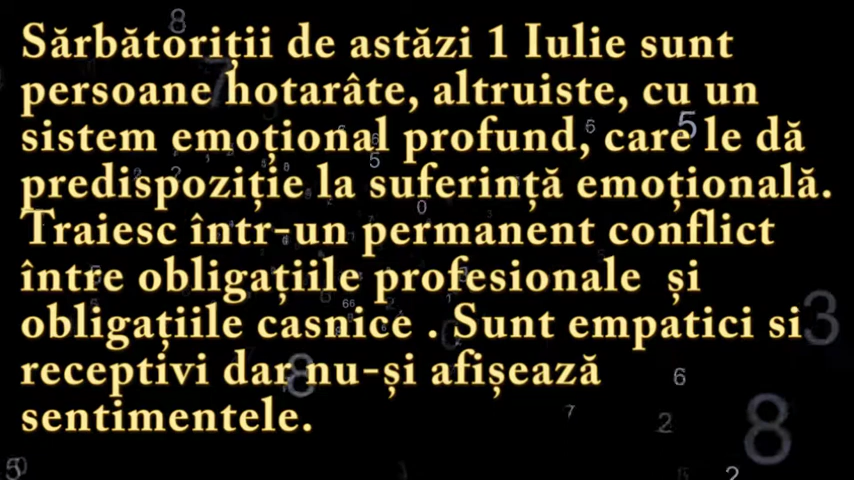 Sărbătoriții de astăzi 1 Iulie sunt
persoane hotarâte, altruiste, cu un
sistem emoțional profund, care le dă
predispoziție la suferință emoțională.
Traiesc într-un permanent conflict
între obligațiile profesionale  și
obligațiile casnice . Sunt empatici si
receptivi dar nu-și afișează
sentimentele.